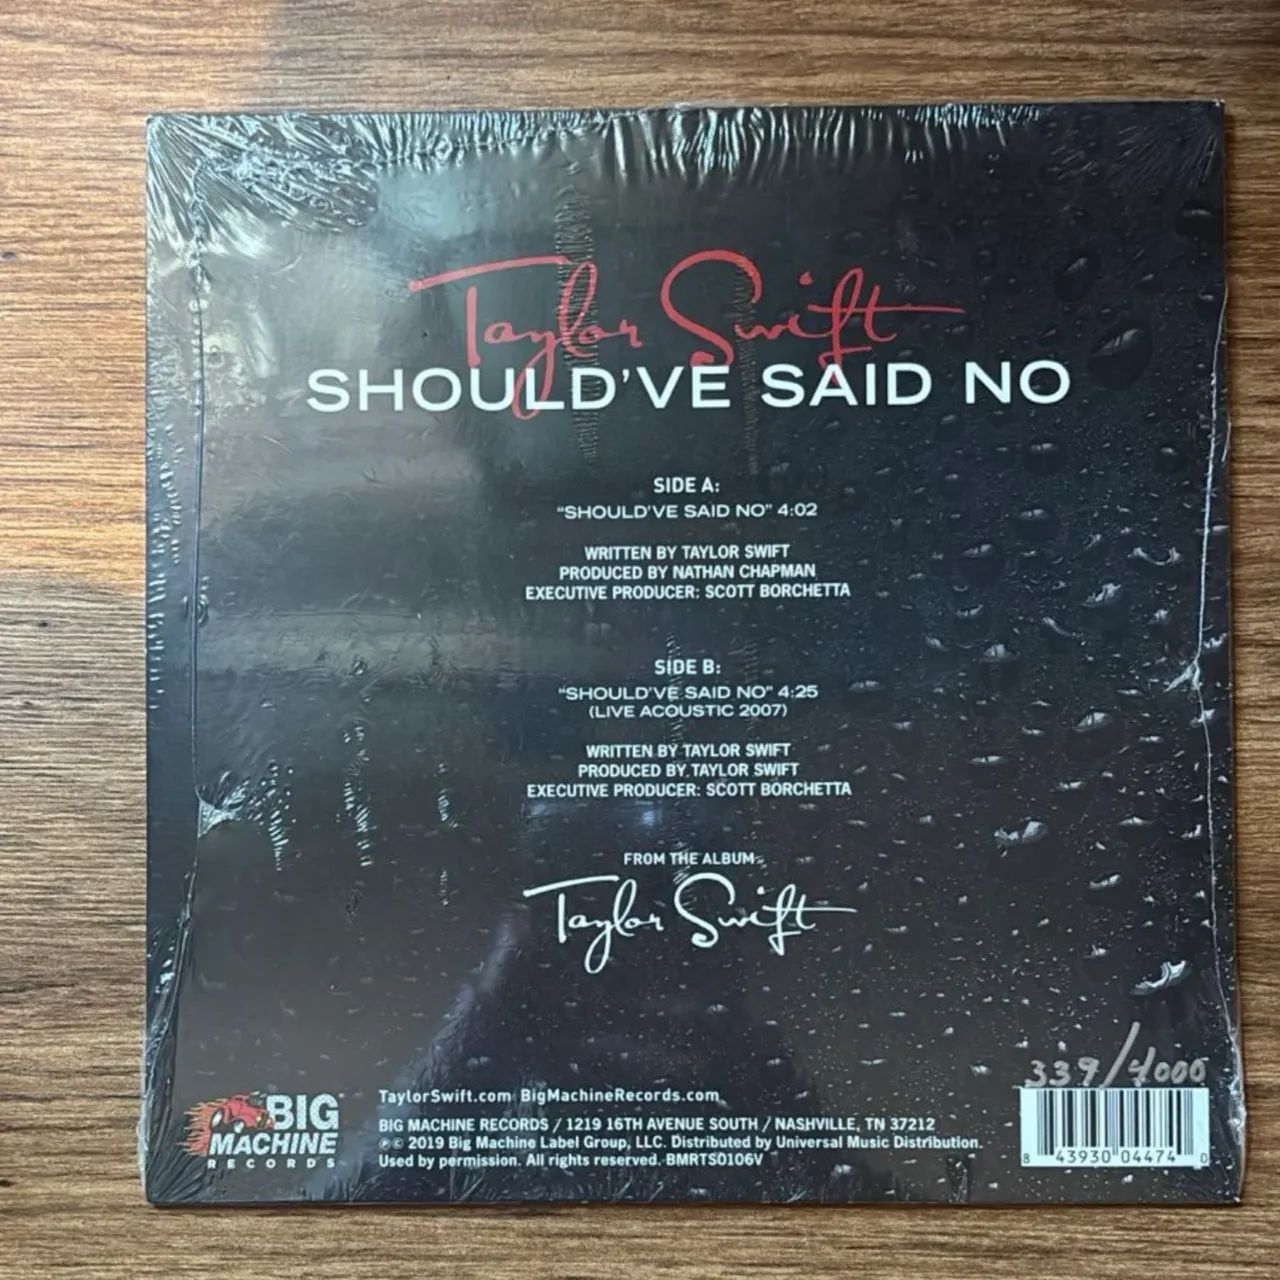 Taylor Swift
SHOULD'VE SAID NO
SIDE A:
"SHOULD'VE SAID NO" 4:02
WRITTEN BY TAYLOR SWIFT
PRODUCED BY NATHAN CHAPMAN
EXECUTIVE PRODUCER: SCOTT BORCHETTA
SIDE B:
"SHOULD'VE SAID NO" 4:25
(LIVE ACOUSTIC 2007)
WRITTEN BY TAYLOR SWIFT
PRODUCED BY TAYLOR SWIFT
EXECUTIVE PRODUCER: SCOTT BORCHETTA
FROM THE ALBUM
Taylor Swift
339/4000
BIG
MACHINE
RECORDS
TaylorSwift.com BigMachineRecords.com
BIG MACHINE RECORDS / 1219 16TH AVENUE SOUTH / NASHVILLE, TN 37212
℗© 2019 Big Machine Label Group, LLC. Distributed by Universal Music Distribution.
Used by permission. All rights reserved. BMRTS0106V
8 43930 04474 0